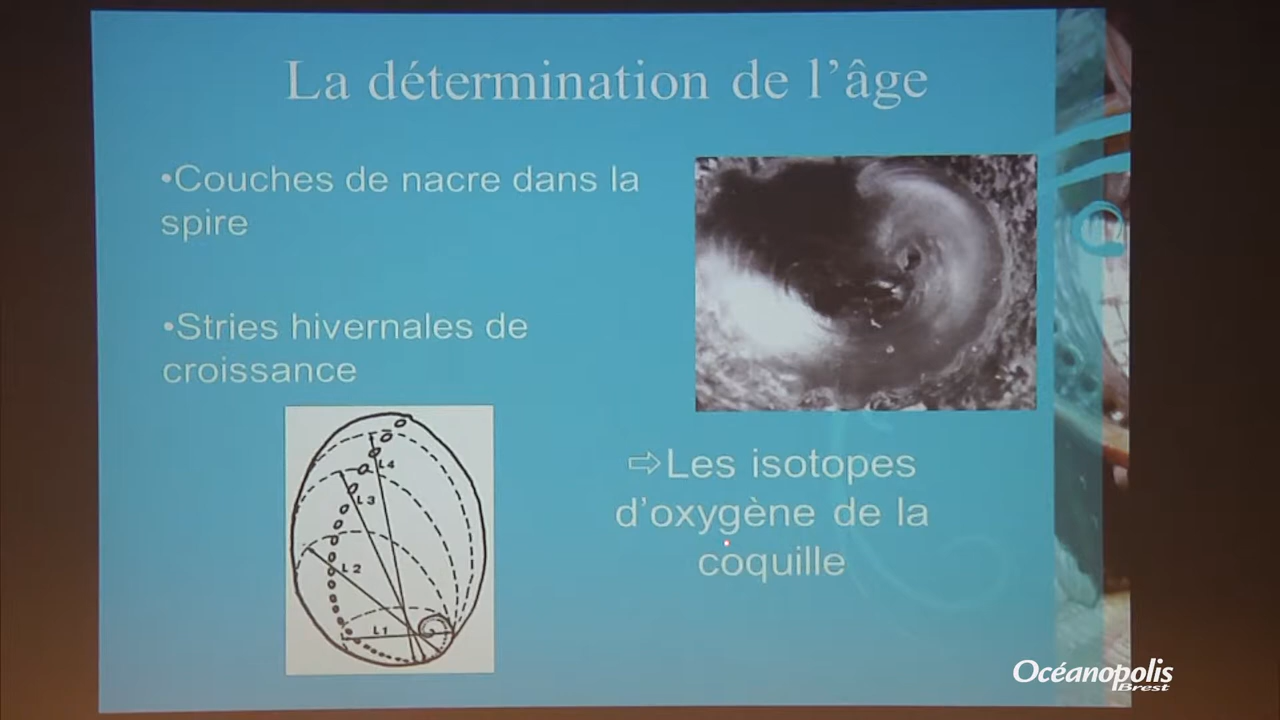 La détermination de l’âge
•Couches de nacre dans la
spire
•Stries hivernales de
croissance
L4
L3
L2
L1
⇨Les isotopes
d’oxygène de la
coquille
Océanopolis
Brest